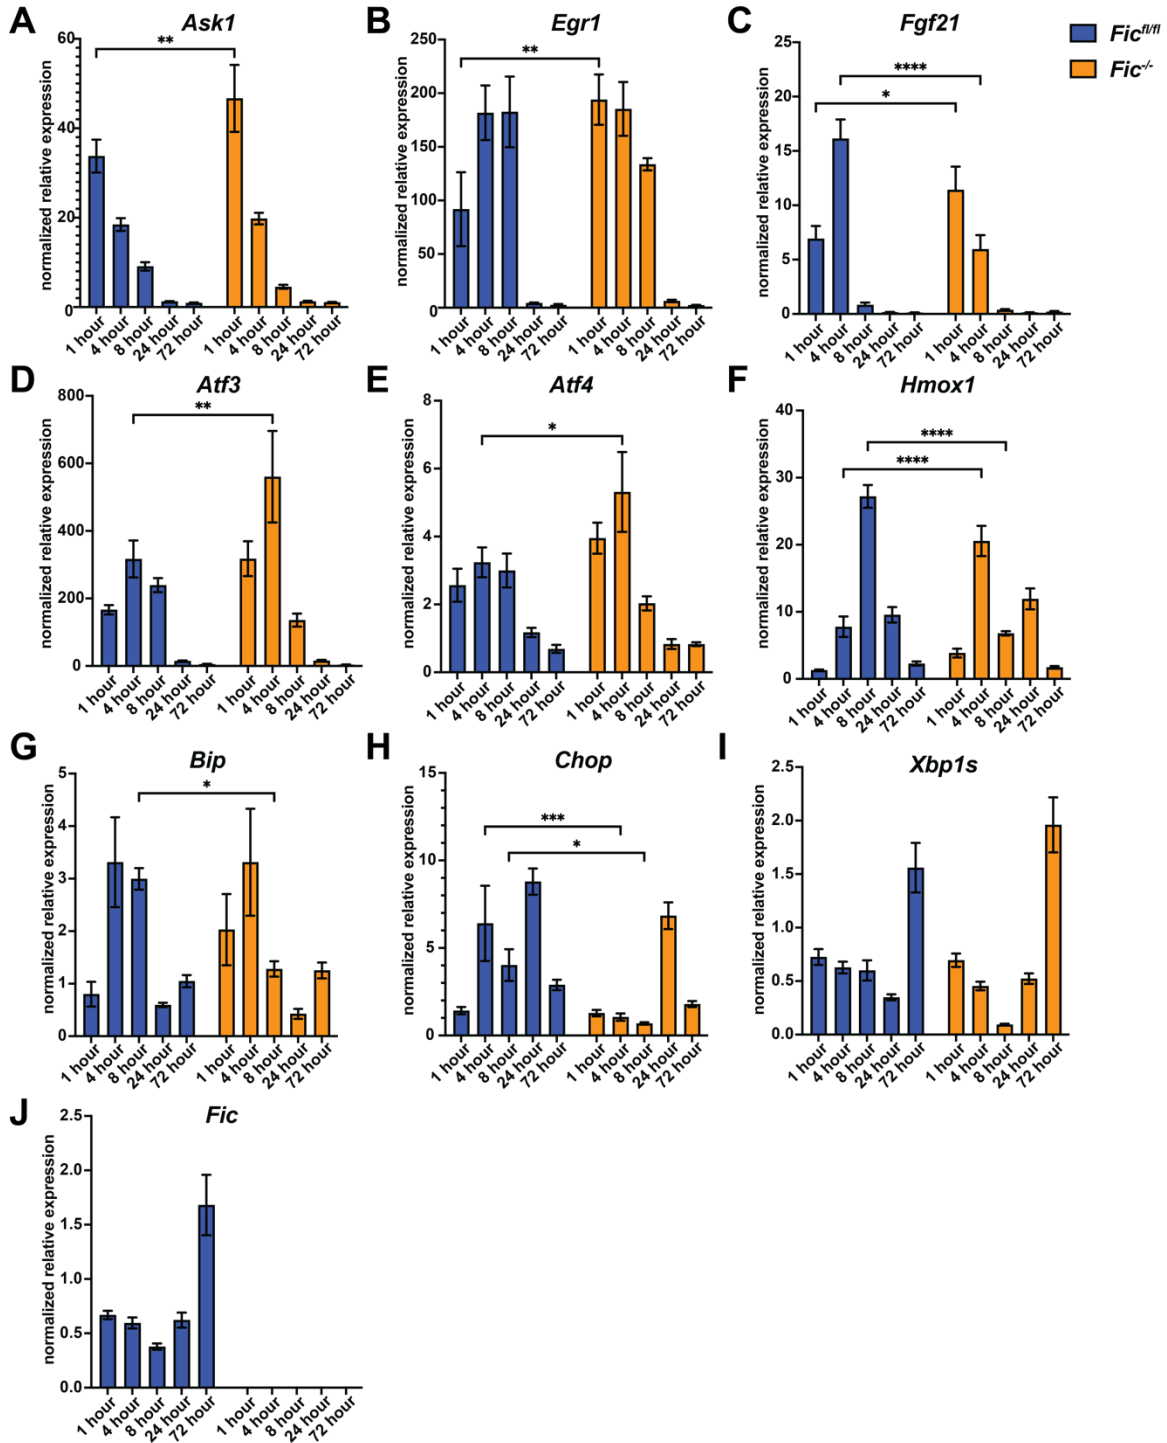 A
Ask1
normalized relative expression
60
40
20
0
**
1 hour
4 hour
8 hour
24 hour
72 hour
1 hour
4 hour
8 hour
24 hour
72 hour
B
Egr1
normalized relative expression
250
200
150
100
50
0
**
1 hour
4 hour
8 hour
24 hour
72 hour
1 hour
4 hour
8 hour
24 hour
72 hour
C
Fgf21
normalized relative expression
25
20
15
10
5
0
****
*
1 hour
4 hour
8 hour
24 hour
72 hour
1 hour
4 hour
8 hour
24 hour
72 hour
Fic^fl/fl
Fic^-/-
D
Atf3
normalized relative expression
800
600
400
200
0
**
1 hour
4 hour
8 hour
24 hour
72 hour
1 hour
4 hour
8 hour
24 hour
72 hour
E
Atf4
normalized relative expression
8
6
4
2
0
*
1 hour
4 hour
8 hour
24 hour
72 hour
1 hour
4 hour
8 hour
24 hour
72 hour
F
Hmox1
normalized relative expression
40
30
20
10
0
****
****
1 hour
4 hour
8 hour
24 hour
72 hour
1 hour
4 hour
8 hour
24 hour
72 hour
G
Bip
normalized relative expression
5
4
3
2
1
0
*
1 hour
4 hour
8 hour
24 hour
72 hour
1 hour
4 hour
8 hour
24 hour
72 hour
H
Chop
normalized relative expression
15
10
5
0
***
*
1 hour
4 hour
8 hour
24 hour
72 hour
1 hour
4 hour
8 hour
24 hour
72 hour
I
Xbp1s
normalized relative expression
2.5
2.0
1.5
1.0
0.5
0.0
1 hour
4 hour
8 hour
24 hour
72 hour
1 hour
4 hour
8 hour
24 hour
72 hour
J
Fic
normalized relative expression
2.5
2.0
1.5
1.0
0.5
0.0
1 hour
4 hour
8 hour
24 hour
72 hour
1 hour
4 hour
8 hour
24 hour
72 hour